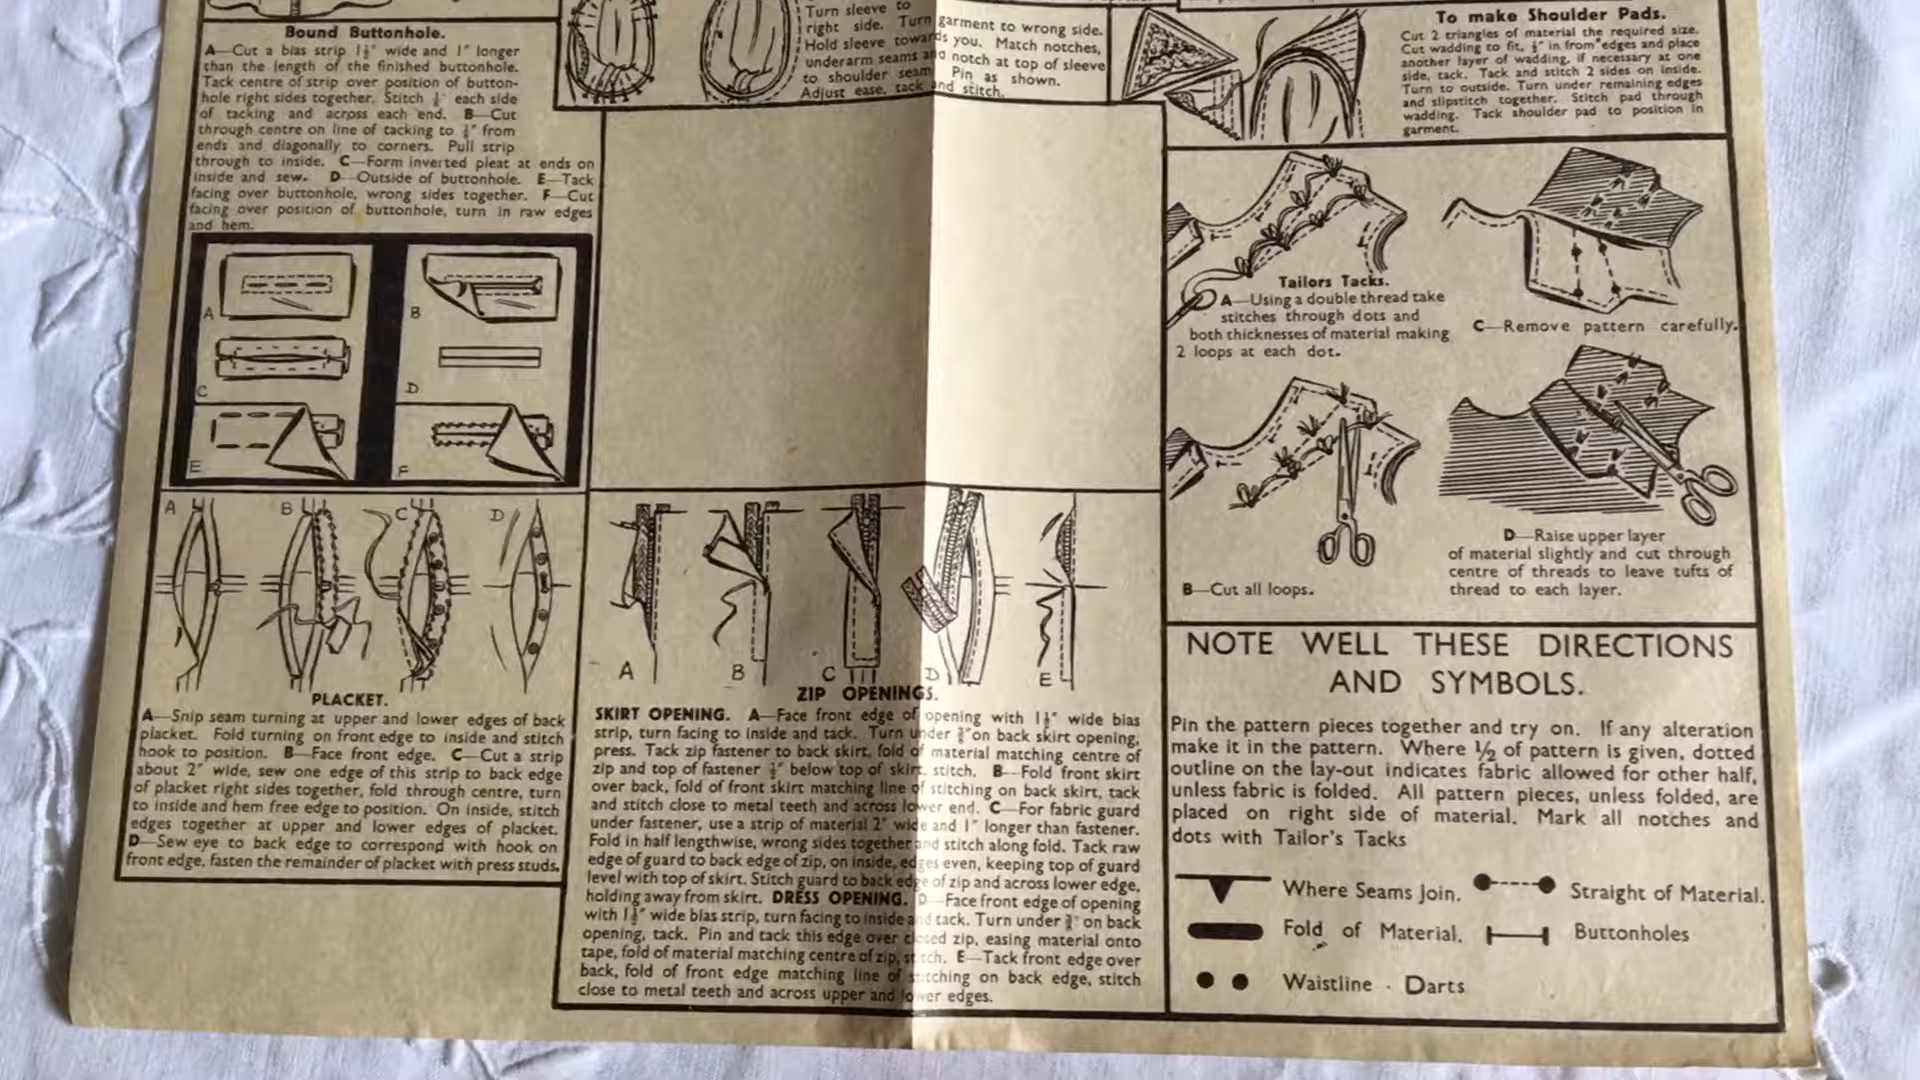 Bound Buttonhole.
A—Cut a bias strip 1½" wide and 1" longer
than the length of the finished buttonhole.
Tack centre of strip over position of button-
hole right sides together. Stitch each side
of tacking and across each end. B—Cut
through centre on line of tacking to from
ends and diagonally to corners. Pull strip
through to inside. C—Form inverted pleat at ends on
inside and sew. D—Outside of buttonhole. E—Tack
facing over buttonhole, wrong sides together. F—Cut
facing over position of buttonhole, turn in raw edges
and hem.
A
B
C
D
E
F
Turn sleeve to
right side. Turn garment to wrong side.
Hold sleeve towards you. Match notches,
underarm seams and notch at top of sleeve
to shoulder seam. Pin as shown.
Adjust ease, tack and stitch.
To make Shoulder Pads.
Cut 2 triangles of material the required size.
Cut wadding to fit, in from edges and place
another layer of wadding, if necessary at one
side, tack. Tack and stitch 2 sides on inside.
Turn to outside. Turn under remaining edges
and slipstitch together. Stitch pad through
wadding. Tack shoulder pad to position in
garment.
Tailors Tacks.
A—Using a double thread take
stitches through dots and
both thicknesses of material making
2 loops at each dot.
C—Remove pattern carefully.
B—Cut all loops.
D—Raise upper layer
of material slightly and cut through
centre of threads to leave tufts of
thread to each layer.
A
B
C
D
PLACKET.
A—Snip seam turning at upper and lower edges of back
placket. Fold turning on front edge to inside and stitch
hook to position. B—Face front edge. C—Cut a strip
about 2" wide, sew one edge of this strip to back edge
of placket right sides together, fold through centre, turn
to inside and hem free edge to position. On inside, stitch
edges together at upper and lower edges of placket.
D—Sew eye to back edge to correspond with hook on
front edge, fasten the remainder of placket with press studs.
A
B
C
D
E
ZIP OPENINGS.
SKIRT OPENING. A—Face front edge of opening with 1½" wide bias
strip, turn facing to inside and tack. Turn under on back skirt opening,
press. Tack zip fastener to back skirt, fold of material matching centre of
zip and top of fastener below top of skirt, stitch. B—Fold front skirt
over back, fold of front skirt matching line of stitching on back skirt, tack
and stitch close to metal teeth and across lower end. C—For fabric guard
under fastener, use a strip of material 2" wide and 1" longer than fastener.
Fold in half lengthwise, wrong sides together and stitch along fold. Tack raw
edge of guard to back edge of zip, on inside, edges even, keeping top of guard
level with top of skirt. Stitch guard to back edge of zip and across lower edge,
holding away from skirt. DRESS OPENING. D—Face front edge of opening
with 1½" wide bias strip, turn facing to inside and tack. Turn under on back
opening, tack. Pin and tack this edge over closed zip, easing material onto
tape, fold of material matching centre of zip, stitch. E—Tack front edge over
back, fold of front edge matching line of stitching on back edge, stitch
close to metal teeth and across upper and lower edges.
NOTE WELL THESE DIRECTIONS
AND SYMBOLS.
Pin the pattern pieces together and try on. If any alteration
make it in the pattern. Where ½ of pattern is given, dotted
outline on the lay-out indicates fabric allowed for other half,
unless fabric is folded. All pattern pieces, unless folded, are
placed on right side of material. Mark all notches and
dots with Tailor's Tacks
Where Seams Join.
Straight of Material.
Fold of Material.
Buttonholes
Waistline - Darts